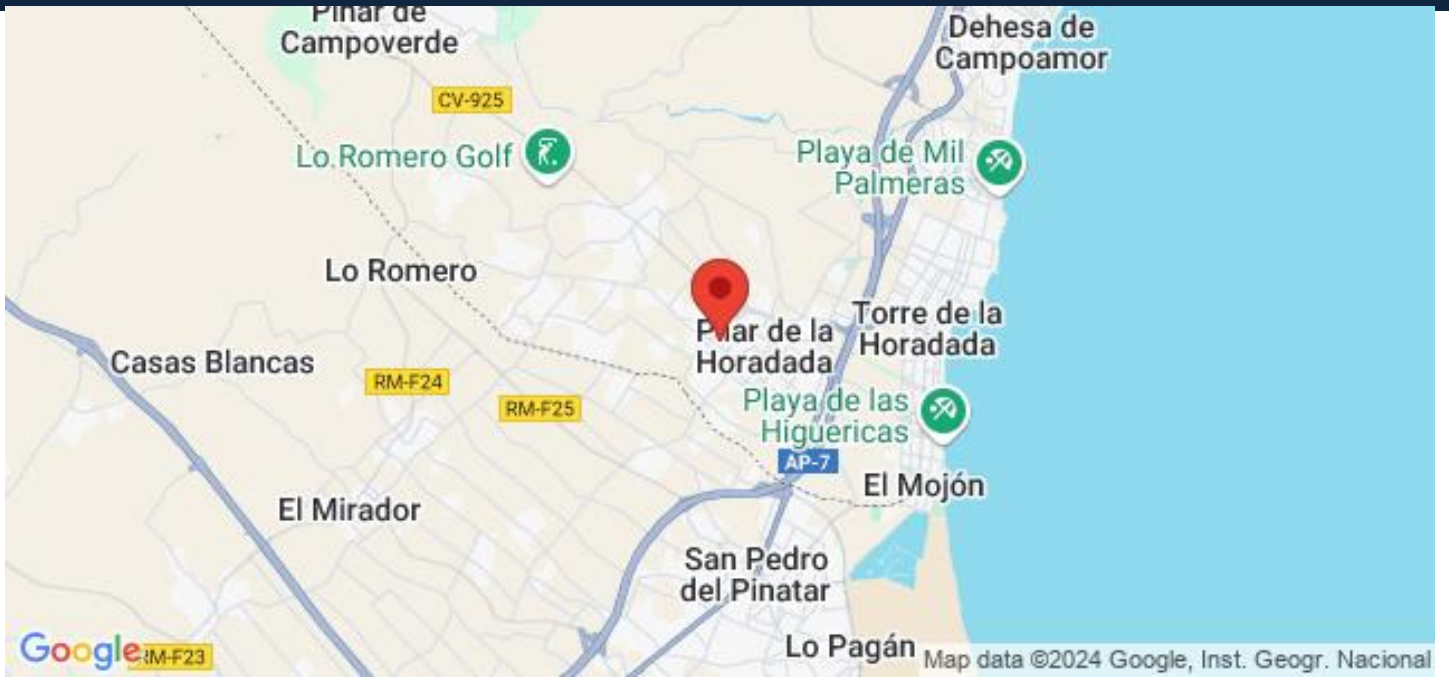 Pinar de
Campoverde
Dehesa de
Campoamor
CV-925
Lo Romero Golf
Playa de Mil
Palmeras
Lo Romero
Pilar de la
Horadada
Torre de la
Horadada
Casas Blancas
RM-F24
RM-F25
Playa de las
Higuericas
AP-7
El Mojón
El Mirador
San Pedro
del Pinatar
Lo Pagán
Google
RM-F23
Map data ©2024 Google, Inst. Geogr. Nacional